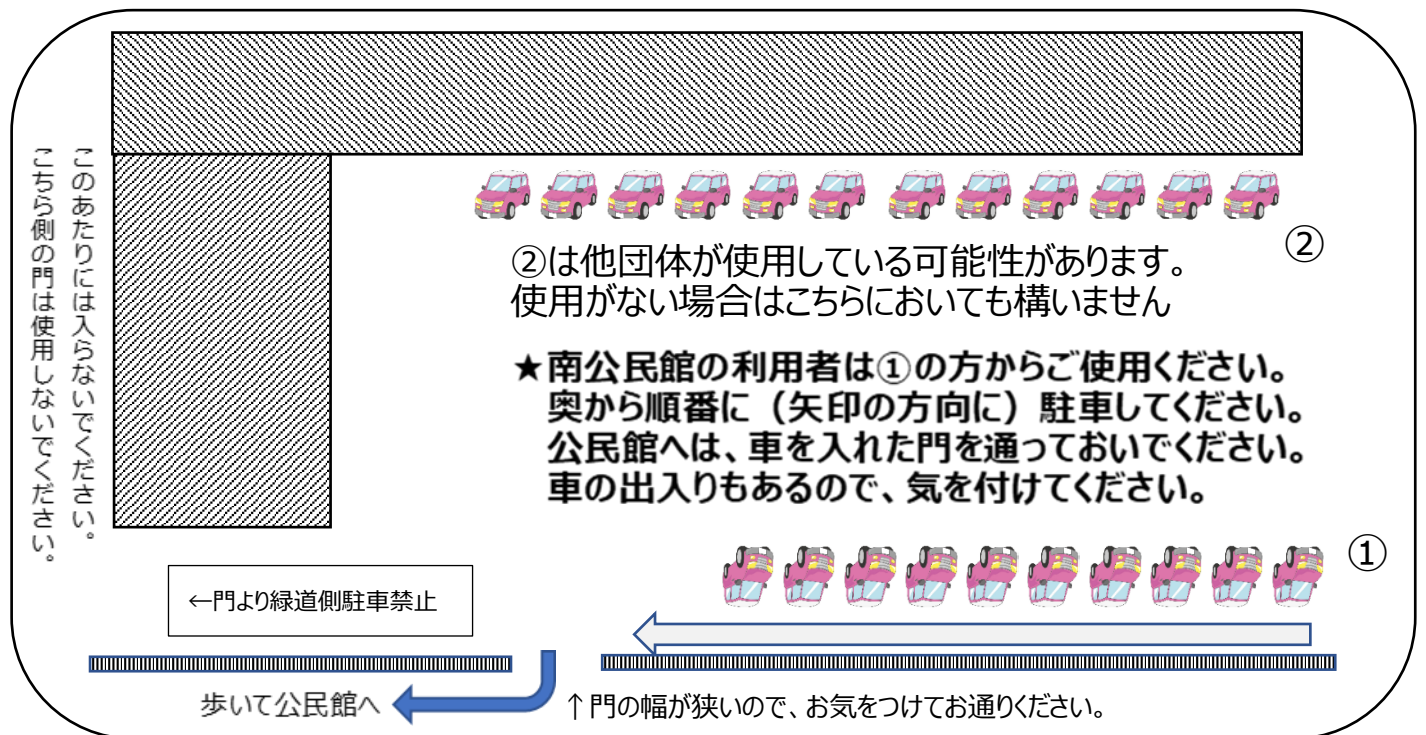 このあたりには入らないでください。
こちら側の門は使用しないでください。
②
②は他団体が使用している可能性があります。
使用がない場合はこちらにおいても構いません
★南公民館の利用者は①の方からご使用ください。
奥から順番に（矢印の方向に）駐車してください。
公民館へは、車を入れた門を通っておいでください。
車の出入りもあるので、気を付けてください。
①
←門より緑道側駐車禁止
歩いて公民館へ
↑門の幅が狭いので、お気をつけてお通りください。